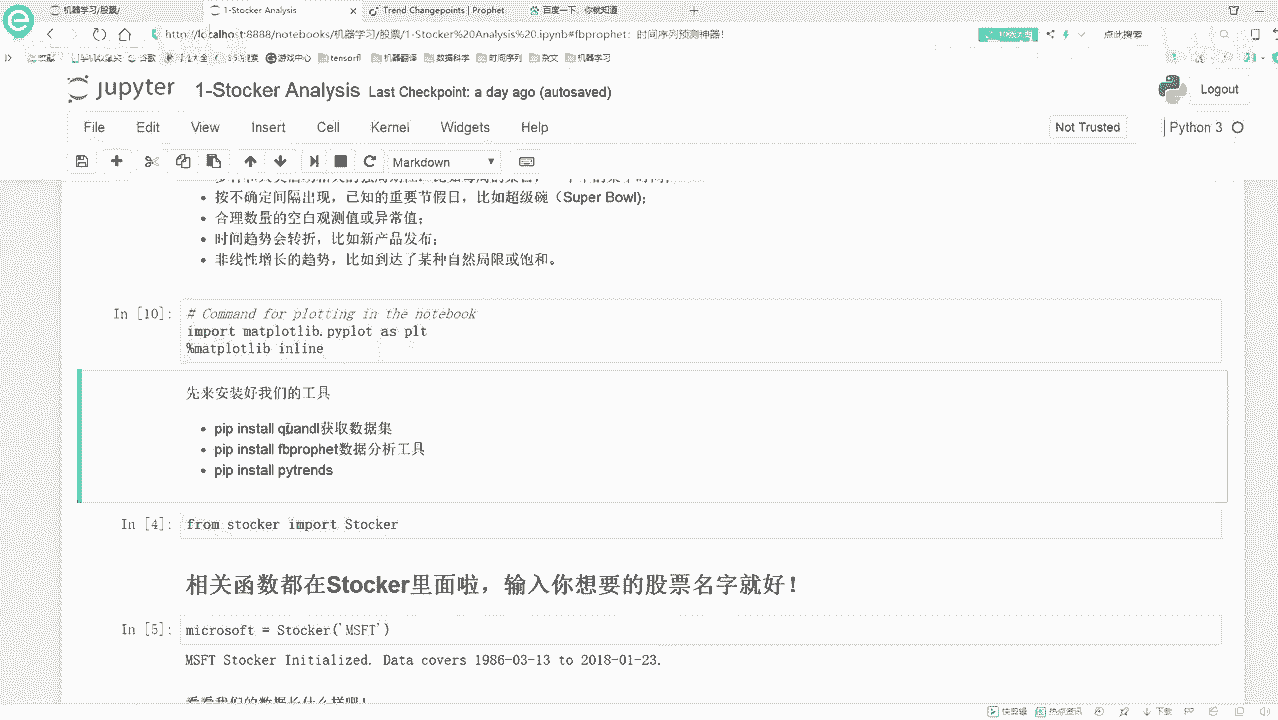 机器学习/股票/
1-Stocker Analysis
Trend Changepoints | Prophet
百度一下，你就知道
http://localhost:8888/notebooks/机器学习/股票/1-Stocker%20Analysis%20.ipynb#fbprophet：时间序列预测神器！
点此搜索
游戏中心
tensorfl
机器翻译
数据科学
时间序列
杂文
机器学习
jupyter
1-Stocker Analysis
Last Checkpoint: a day ago (autosaved)
Logout
File
Edit
View
Insert
Cell
Kernel
Widgets
Help
Not Trusted
Python 3
Markdown
按不确定间隔出现，已知的重要节假日，比如超级碗（Super Bowl);
合理数量的空白观测值或异常值；
时间趋势会转折，比如新产品发布；
非线性增长的趋势，比如到达了某种自然局限或饱和。
In [10]:
# Command for plotting in the notebook
import matplotlib.pyplot as plt
%matplotlib inline
先来安装好我们的工具
pip install quandl获取数据集
pip install fbprophet数据分析工具
pip install pytrends
In [4]:
from stocker import Stocker
相关函数都在Stocker里面啦，输入你想要的股票名字就好！
In [5]:
microsoft = Stocker('MSFT')
MSFT Stocker Initialized. Data covers 1986-03-13 to 2018-01-23.
快剪辑
热点资讯
下载